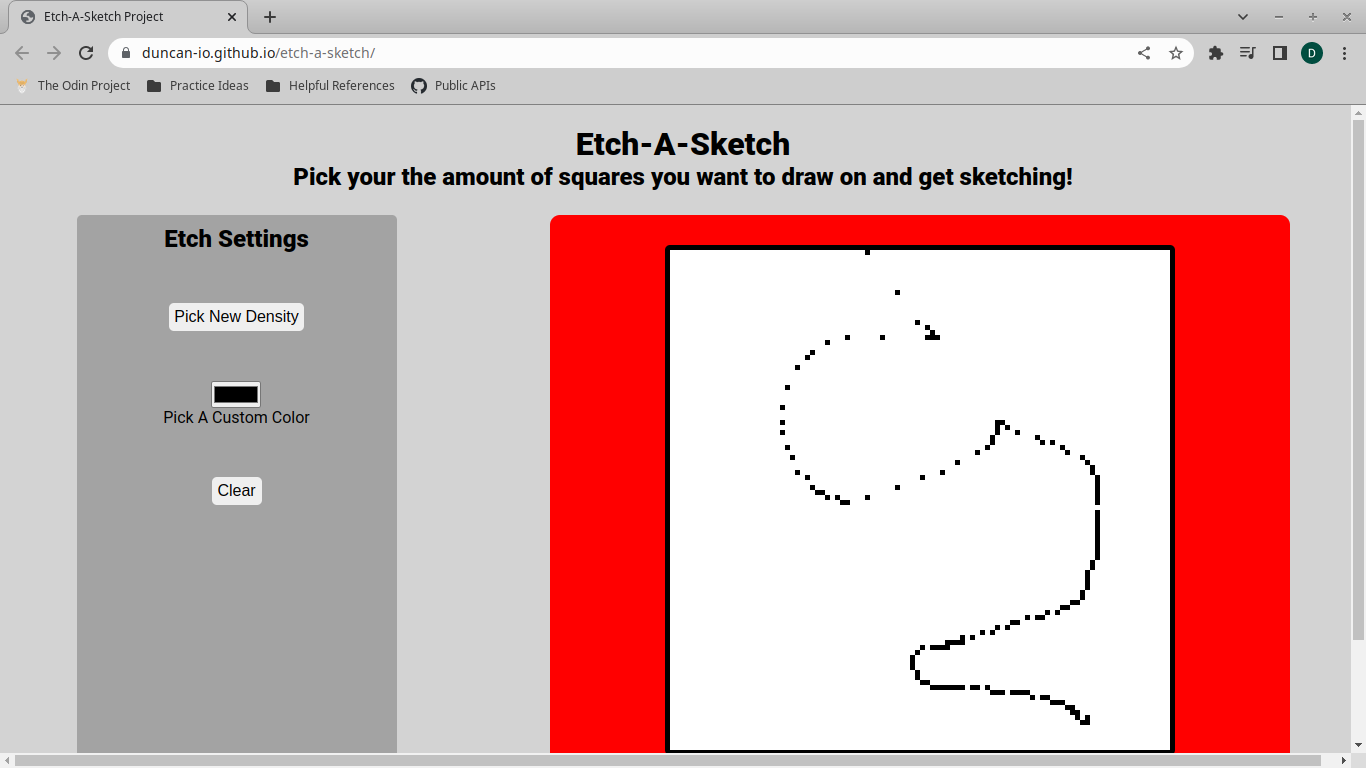 Etch-A-Sketch Project
duncan-io.github.io/etch-a-sketch/
D
The Odin Project Practice Ideas Helpful References Public APIs
Etch-A-Sketch
Pick your the amount of squares you want to draw on and get sketching!
Etch Settings
Pick New Density
Pick A Custom Color
Clear